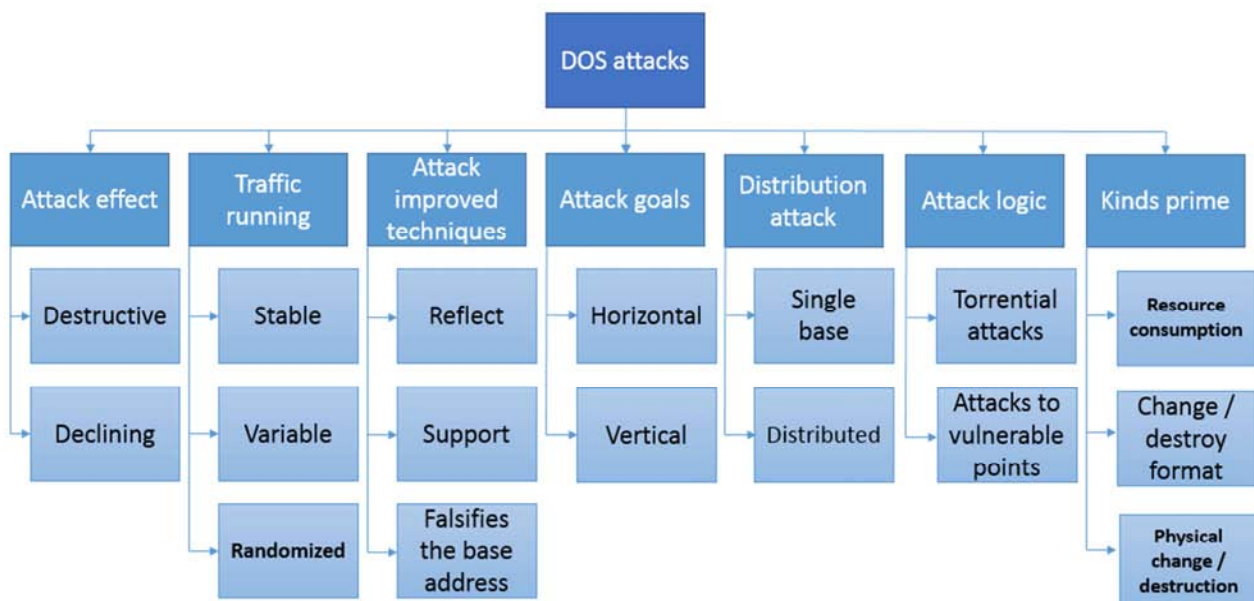 DOS attacks
Attack effect
Traffic
running
Attack
improved
techniques
Attack goals
Distribution
attack
Attack logic
Kinds prime
Destructive
Stable
Reflect
Horizontal
Single
base
Torrential
attacks
Resource
consumption
Declining
Variable
Support
Vertical
Distributed
Attacks to
vulnerable
points
Change /
destroy
format
Randomized
Falsifies
the base
address
Physical
change /
destruction